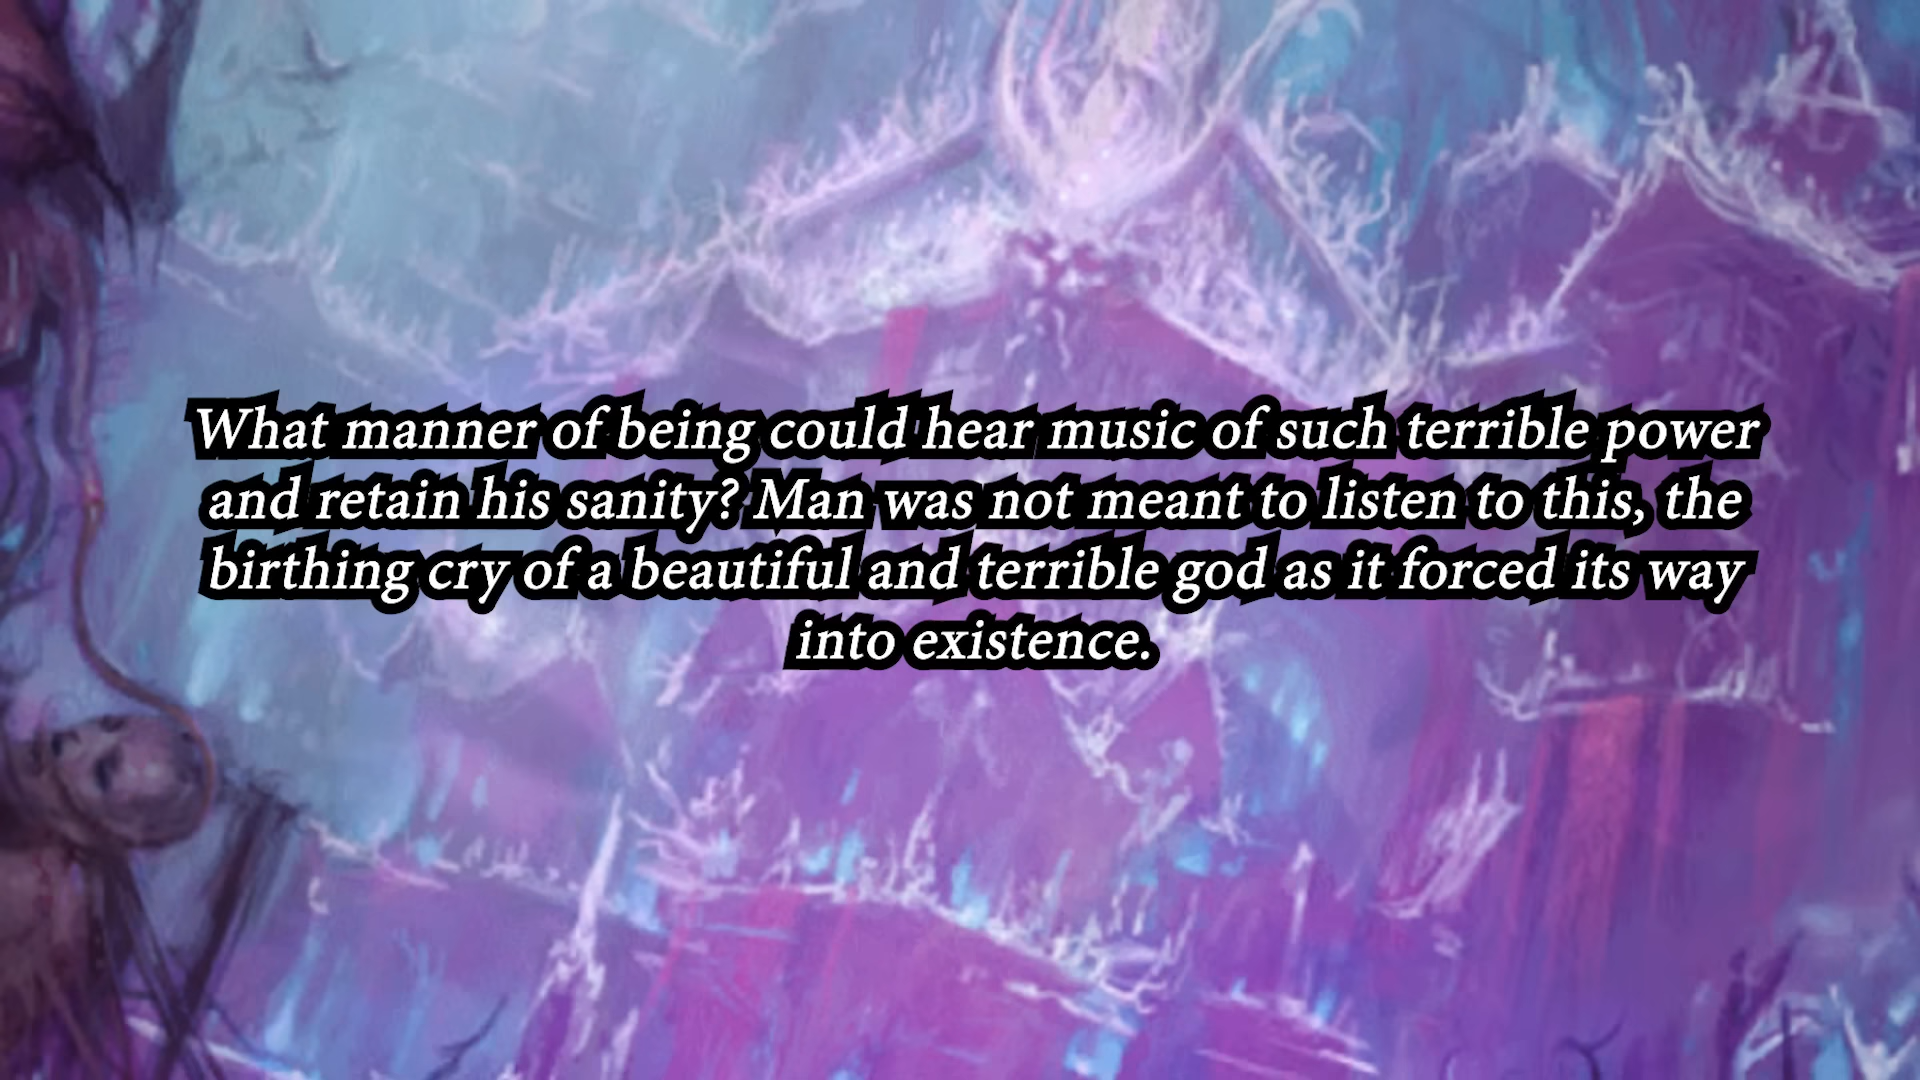 What manner of being could hear music of such terrible power
and retain his sanity? Man was not meant to listen to this, the
birthing cry of a beautiful and terrible god as it forced its way
into existence.